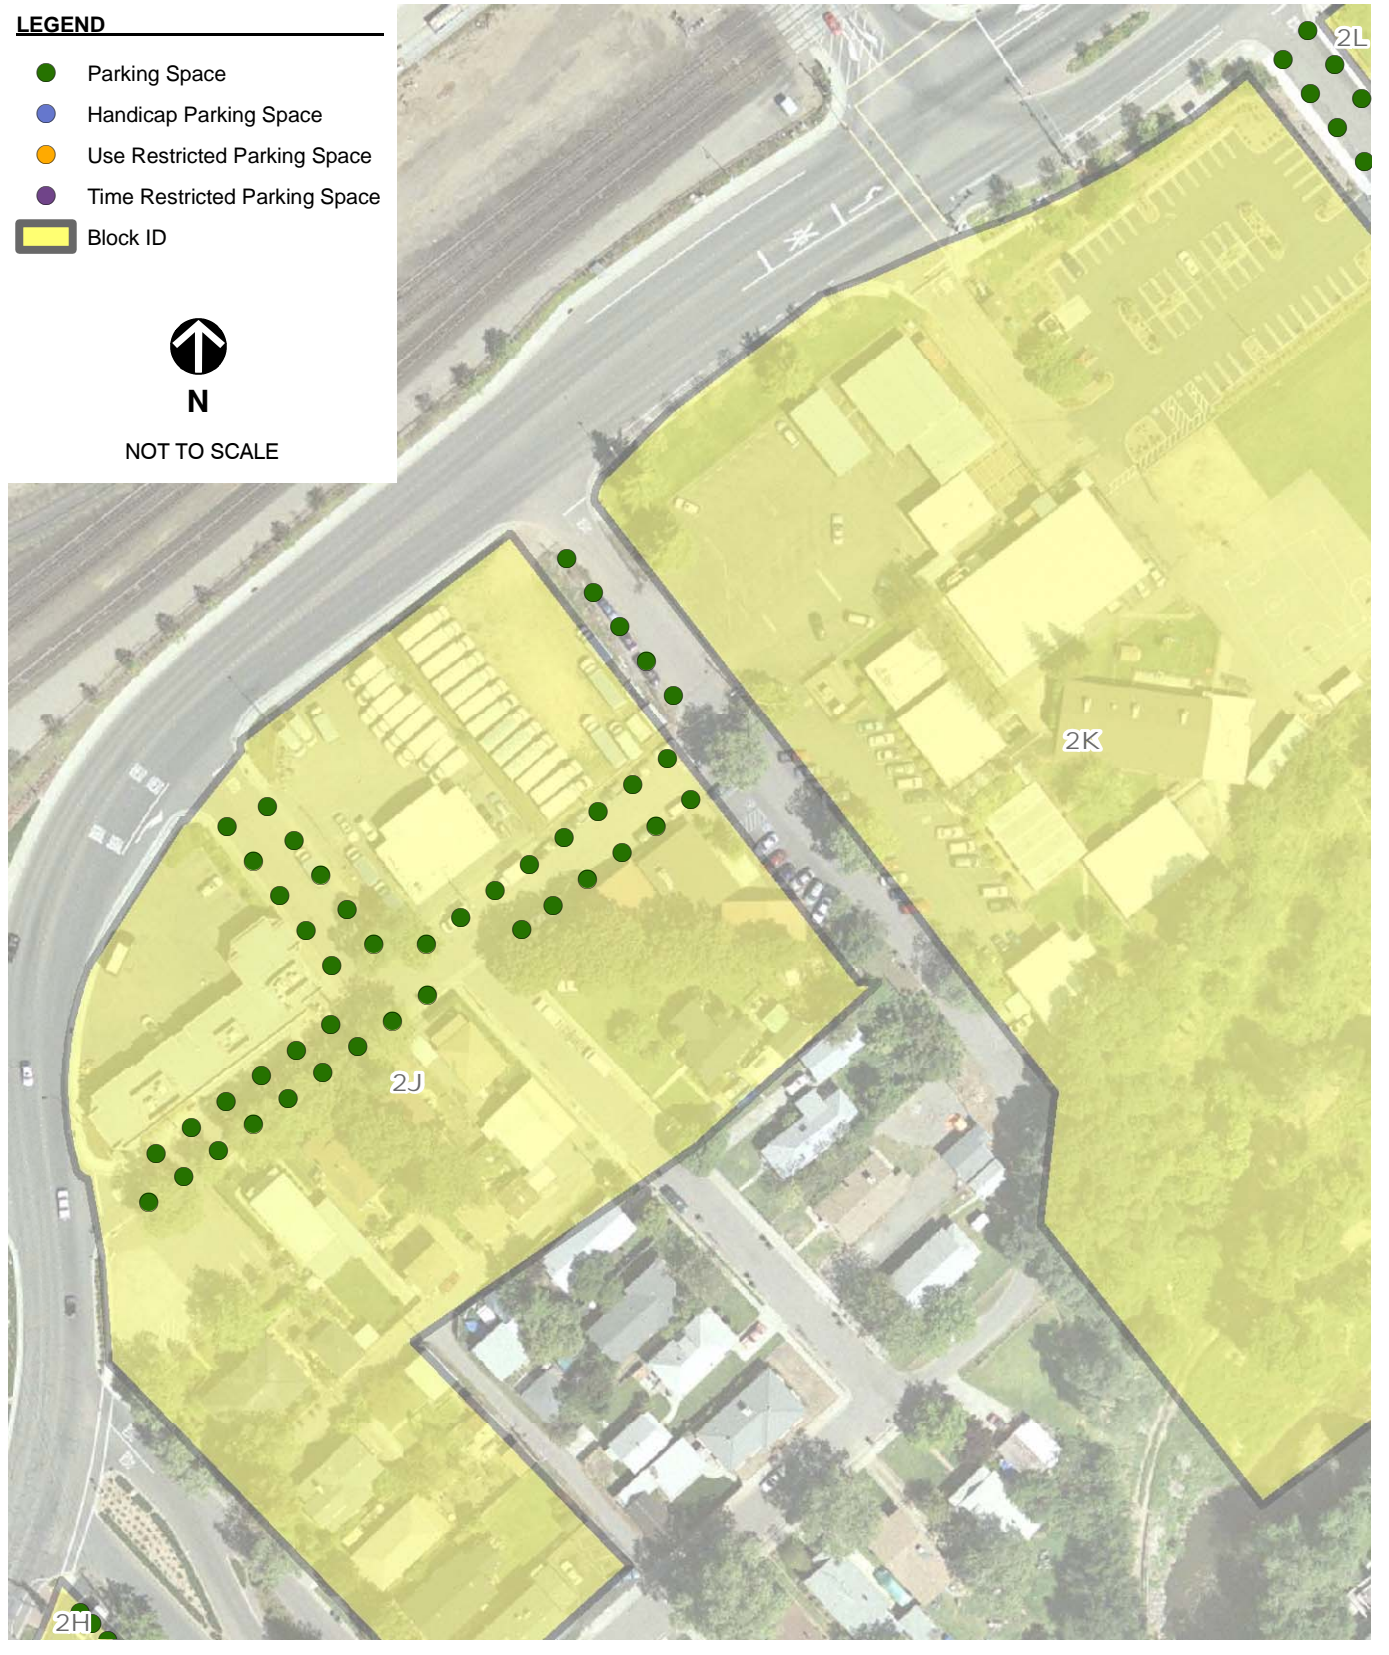 LEGEND
Parking Space
Handicap Parking Space
Use Restricted Parking Space
Time Restricted Parking Space
Block ID
N
NOT TO SCALE
2L
2K
2J
2H